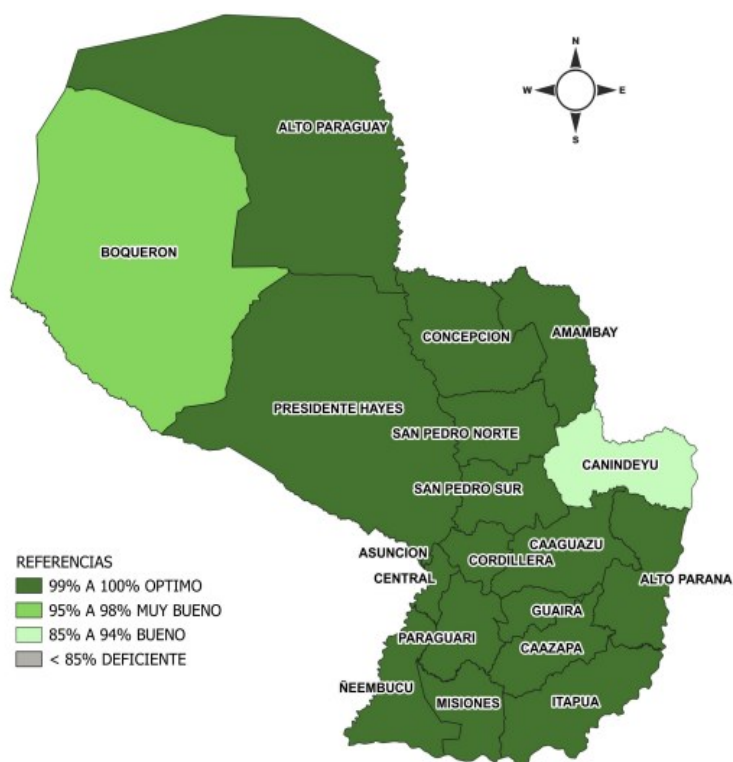 N
W E
S
ALTO PARAGUAY
BOQUERON
CONCEPCION
AMAMBAY
PRESIDENTE HAYES
SAN PEDRO NORTE
CANINDEYU
SAN PEDRO SUR
ASUNCION
CAAGUAZU
CORDILLERA
CENTRAL
ALTO PARANA
GUAIRA
PARAGUARI
CAAZAPA
ÑEEMBUCU
MISIONES
ITAPUA
REFERENCIAS
99% A 100% OPTIMO
95% A 98% MUY BUENO
85% A 94% BUENO
< 85% DEFICIENTE